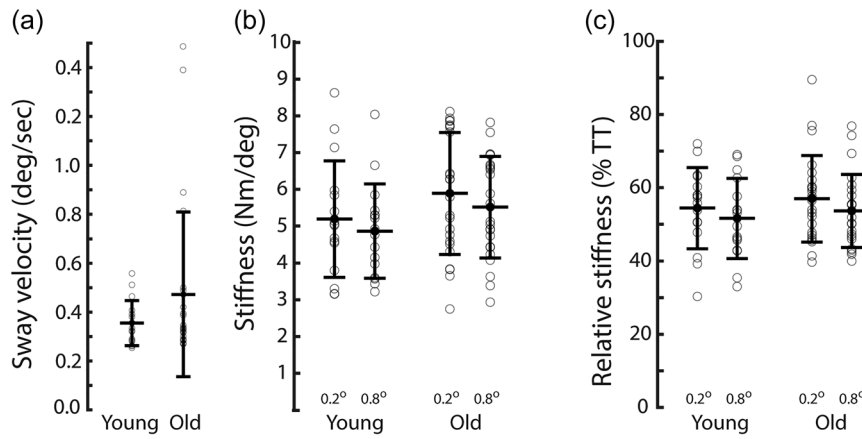 (a)
Sway velocity (deg/sec)
0.4
0.2
1.0
0.8
0.6
0.4
0.2
0.0
Young Old
(b)
Stiffness (Nm/deg)
10
9
8
7
6
5
4
3
2
1
0.2° 0.8° 0.2° 0.8°
Young Old
(c)
Relative stiffness (% TT)
100
80
60
40
20
0
0.2° 0.8° 0.2° 0.8°
Young Old